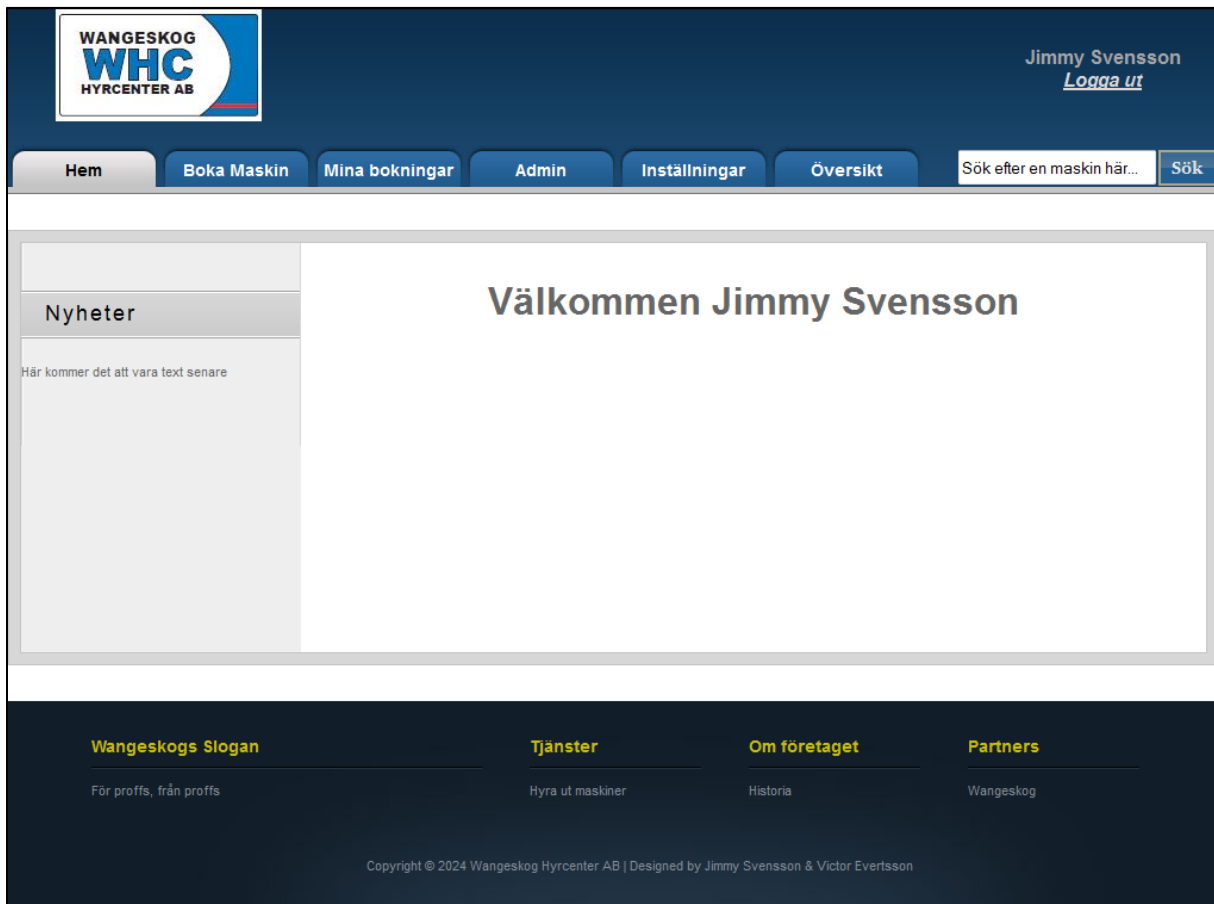 WANGESKOG
WHC
HYRCENTER AB
Jimmy Svensson
Logga ut
Hem
Boka Maskin
Mina bokningar
Admin
Inställningar
Översikt
Sök efter en maskin här...
Sök
Nyheter
Här kommer det att vara text senare
Välkommen Jimmy Svensson
Wangeskogs Slogan
För proffs, från proffs
Tjänster
Hyra ut maskiner
Om företaget
Historia
Partners
Wangeskog
Copyright © 2024 Wangeskog Hyrcenter AB | Designed by Jimmy Svensson & Victor Evertsson